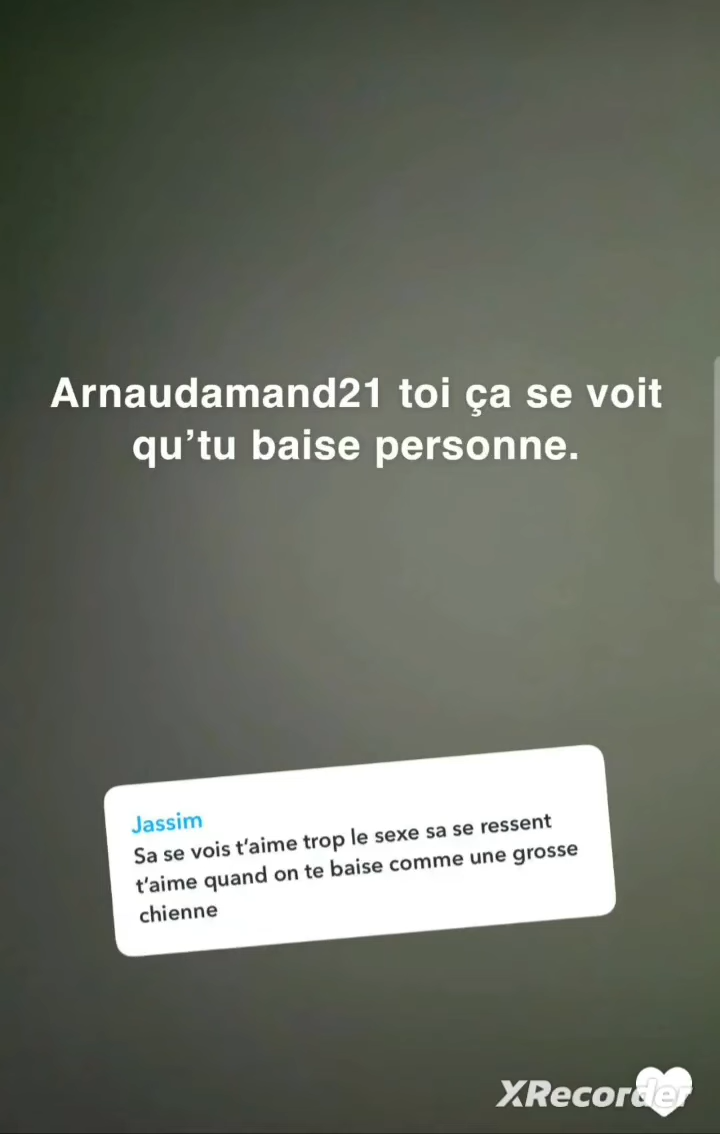 Arnaudamand21 toi ça se voit
qu’tu baise personne.
Jassim
Sa se vois t’aime trop le sexe sa se ressent
t’aime quand on te baise comme une grosse
chienne
XRecorder